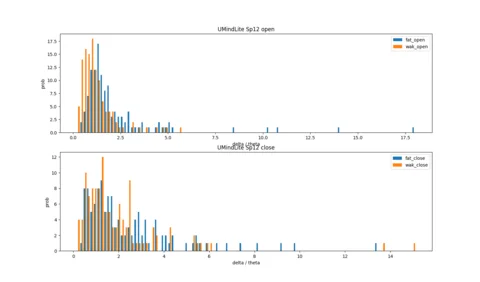 UMindLite Sp12 open
fat_open
wak_open
prob
17.5
15.0
12.5
10.0
7.5
5.0
2.5
0.0
0.0 2.5 5.0 7.5 10.0 12.5 15.0 17.5
delta / theta
UMindLite Sp12 close
fat_close
wak_close
prob
12
10
8
6
4
2
0
0 2 4 6 8 10 12 14
delta / theta